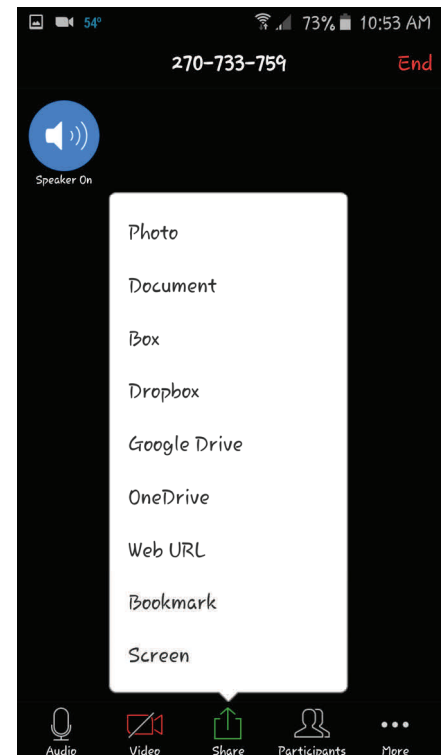 54° 73% 10:53 AM
270-733-759 End
Speaker On
Photo
Document
Box
Dropbox
Google Drive
OneDrive
Web URL
Bookmark
Screen
Audio Video Share Participants More